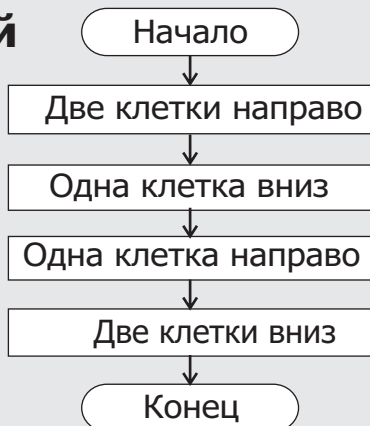 й
Начало
Две клетки направо
Одна клетка вниз
Одна клетка направо
Две клетки вниз
Конец